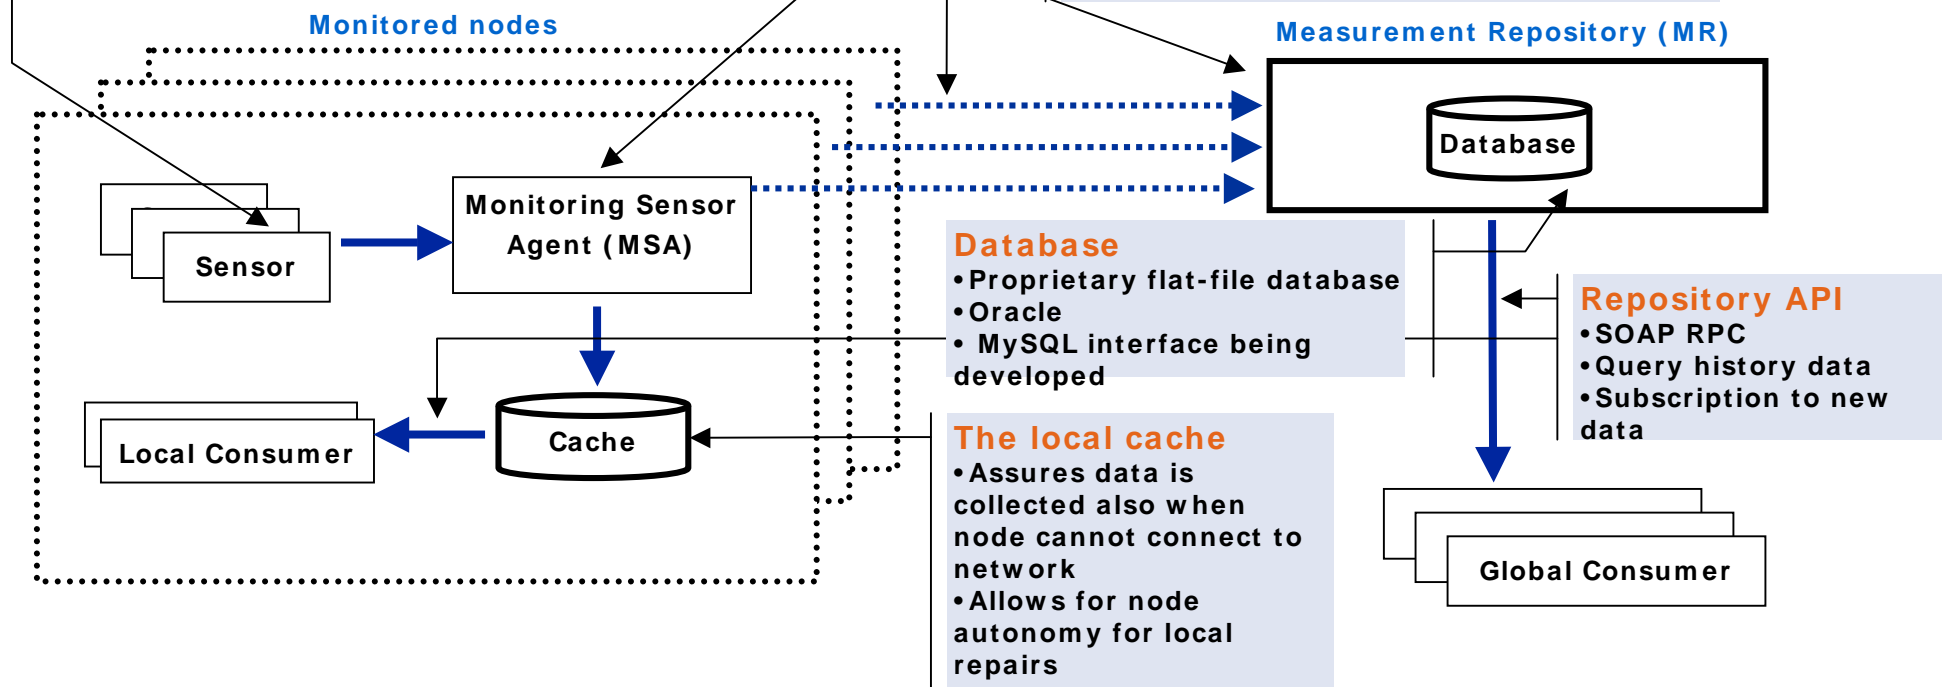 Monitored nodes
Measurement Repository (MR)
Database
Monitoring Sensor
Agent (MSA)
Sensor
Database
•Proprietary flat-file database
•Oracle
• MySQL interface being
developed
Repository API
•SOAP RPC
•Query history data
•Subscription to new
data
Cache
Local Consumer
The local cache
•Assures data is
collected also when
node cannot connect to
network
•Allows for node
autonomy for local
repairs
Global Consumer